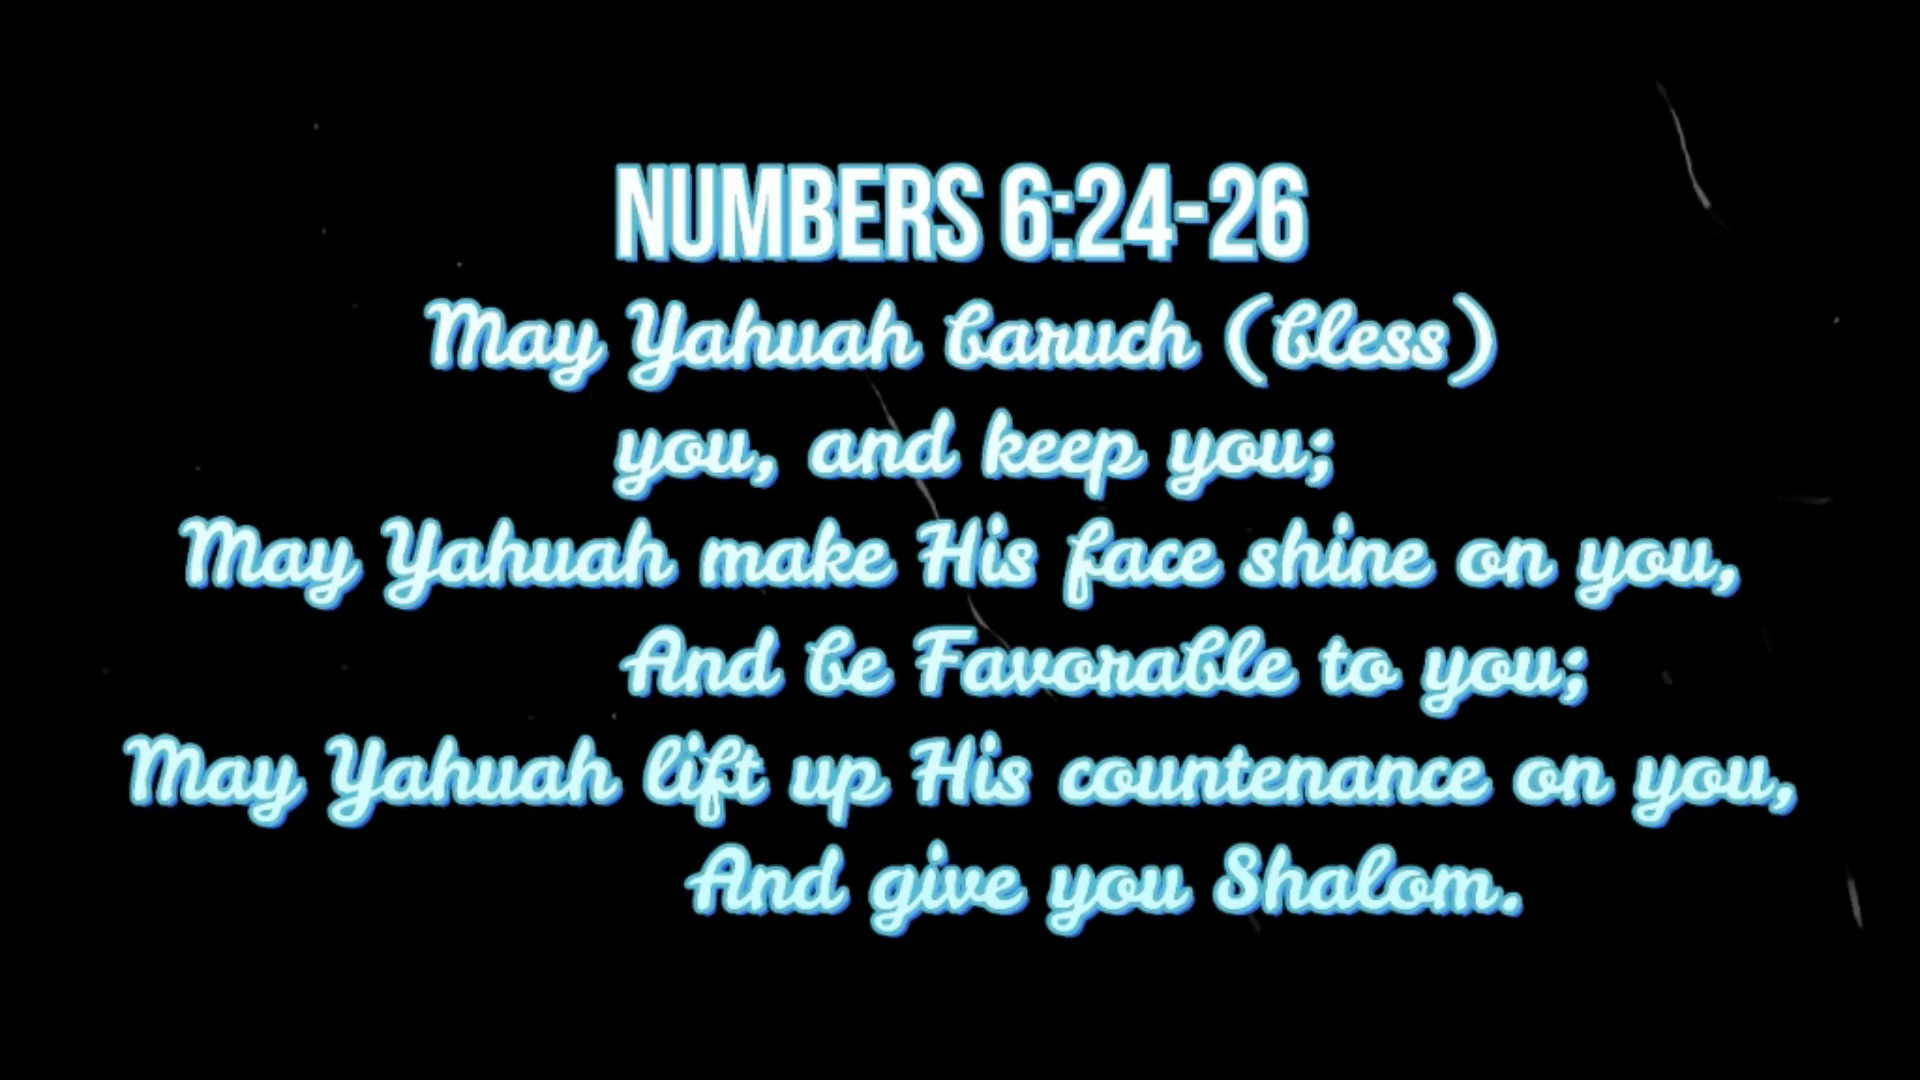 NUMBERS 6:24-26
May Yahuah baruch (bless)
you, and keep you;
May Yahuah make His face shine on you,
And be Favorable to you;
May Yahuah lift up His countenance on you,
And give you Shalom.